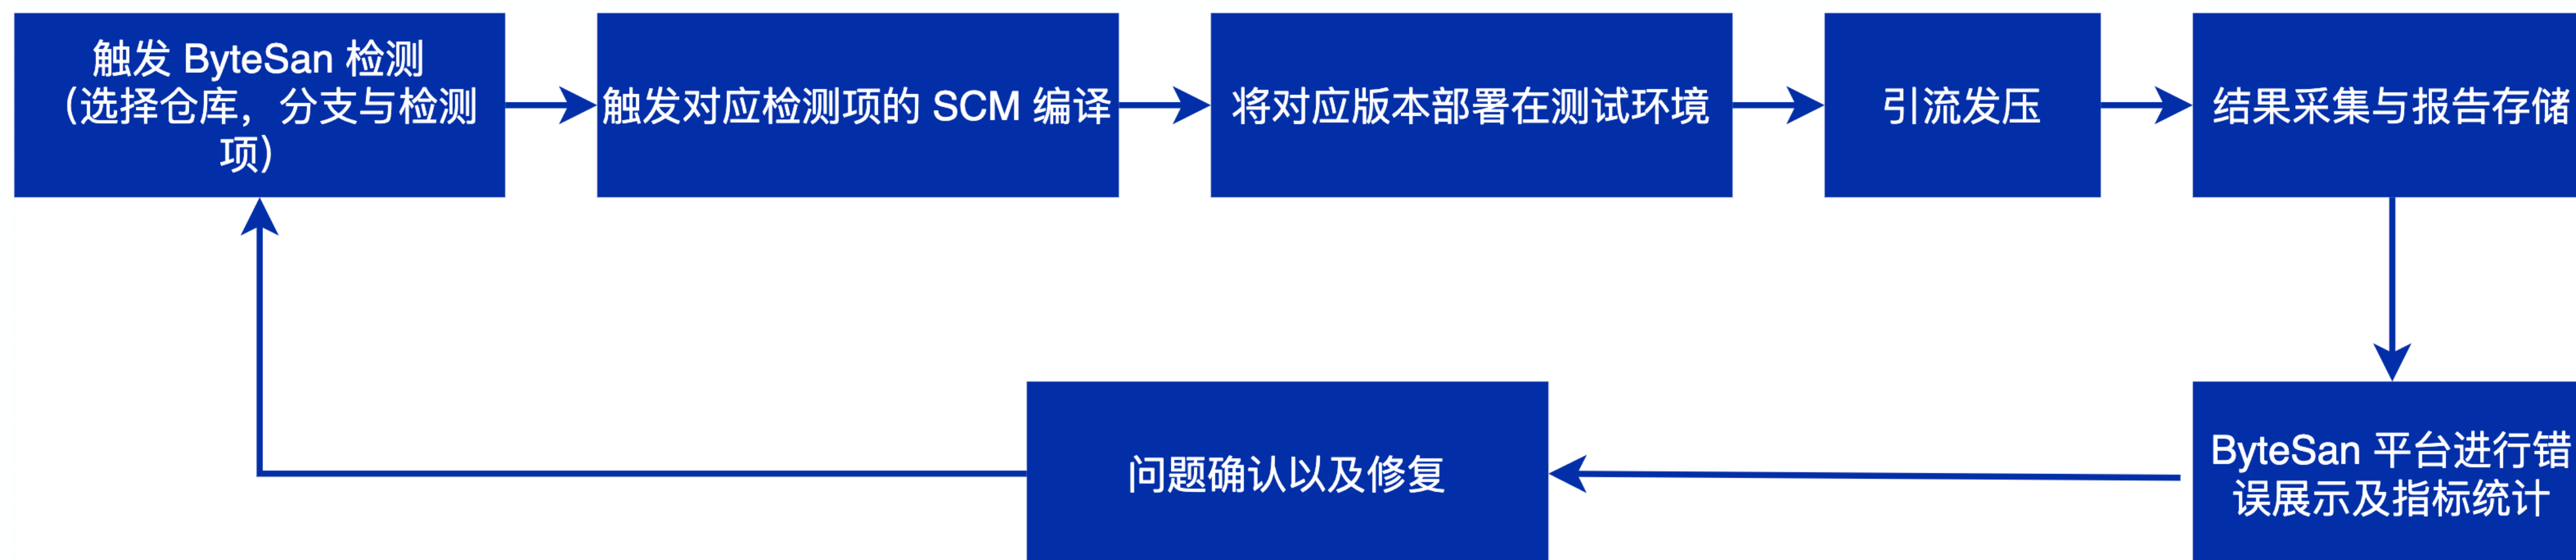 触发 ByteSan 检测
（选择仓库，分支与检测
项）
触发对应检测项的 SCM 编译
将对应版本部署在测试环境
引流发压
结果采集与报告存储
ByteSan 平台进行错
误展示及指标统计
问题确认以及修复